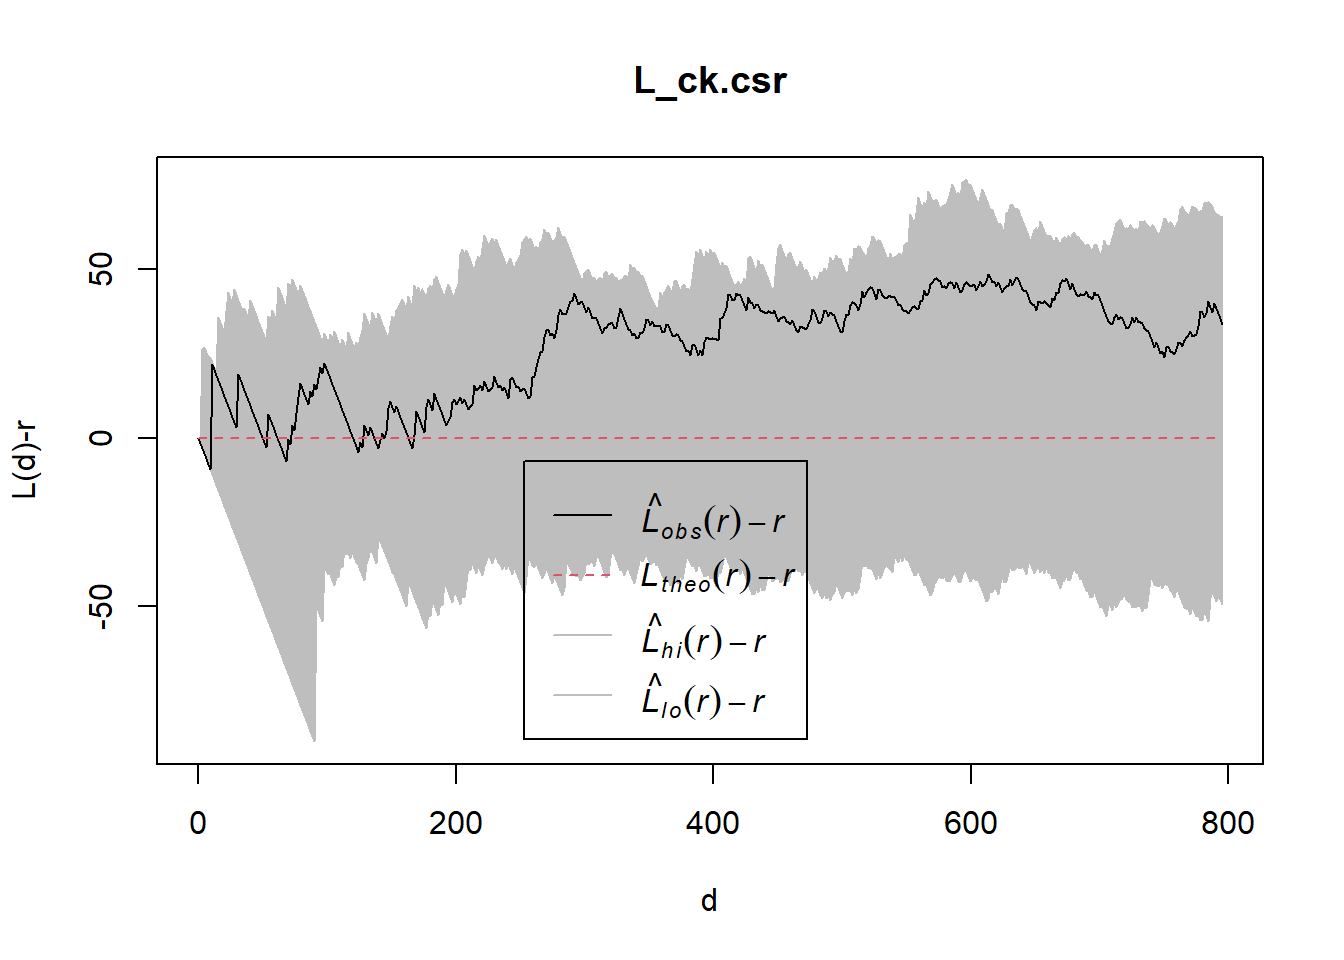 L_ck.csr
L(d)-r
50
0
-50
L̂obs(r) – r
Ltheo(r) – r
L̂hi(r) – r
L̂lo(r) – r
0 200 400 600 800
d